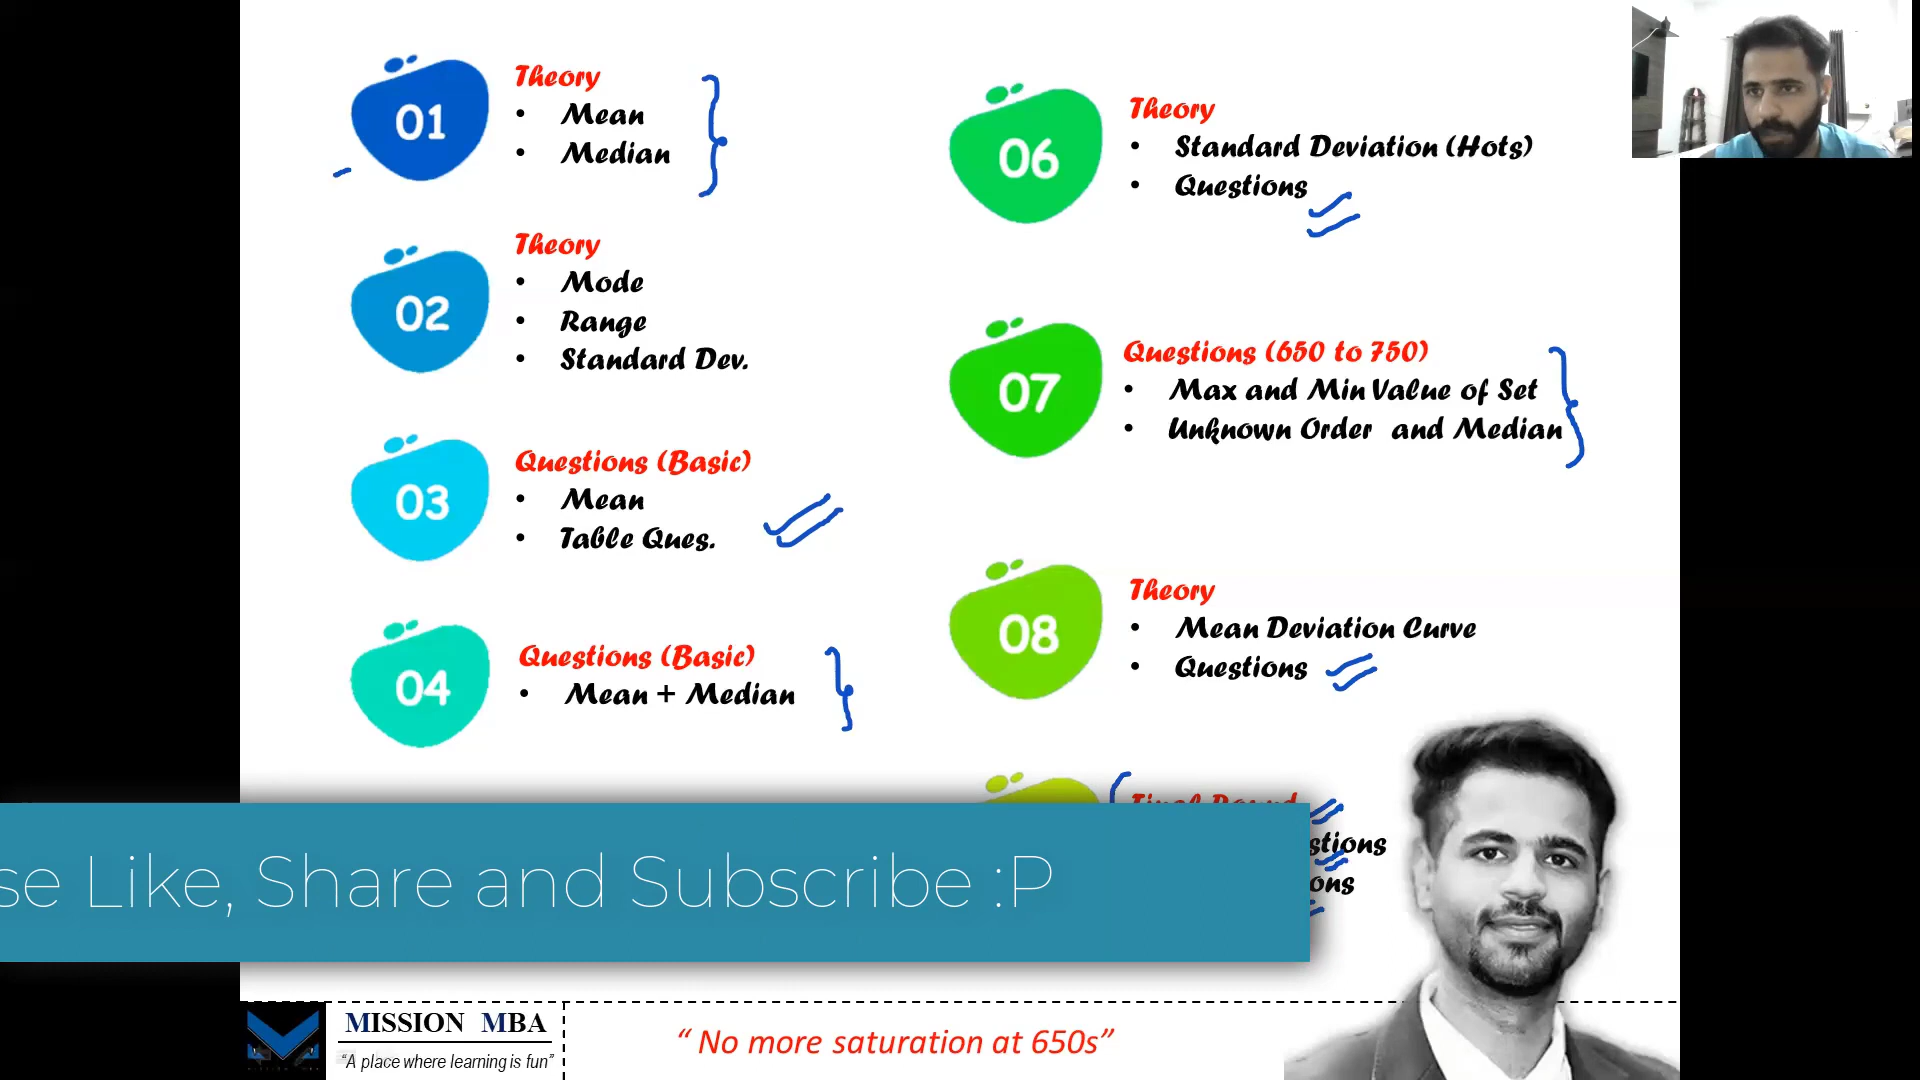 01
Theory
• Mean
• Median
02
Theory
• Mode
• Range
• Standard Dev.
03
Questions (Basic)
• Mean
• Table Ques.
04
Questions (Basic)
• Mean + Median
06
Theory
• Standard Deviation (Hots)
• Questions
07
Questions (650 to 750)
• Max and Min Value of Set
• Unknown Order and Median
08
Theory
• Mean Deviation Curve
• Questions
Final Round
stions
ons
se Like, Share and Subscribe :P
MISSION MBA
“A place where learning is fun”
“ No more saturation at 650s”